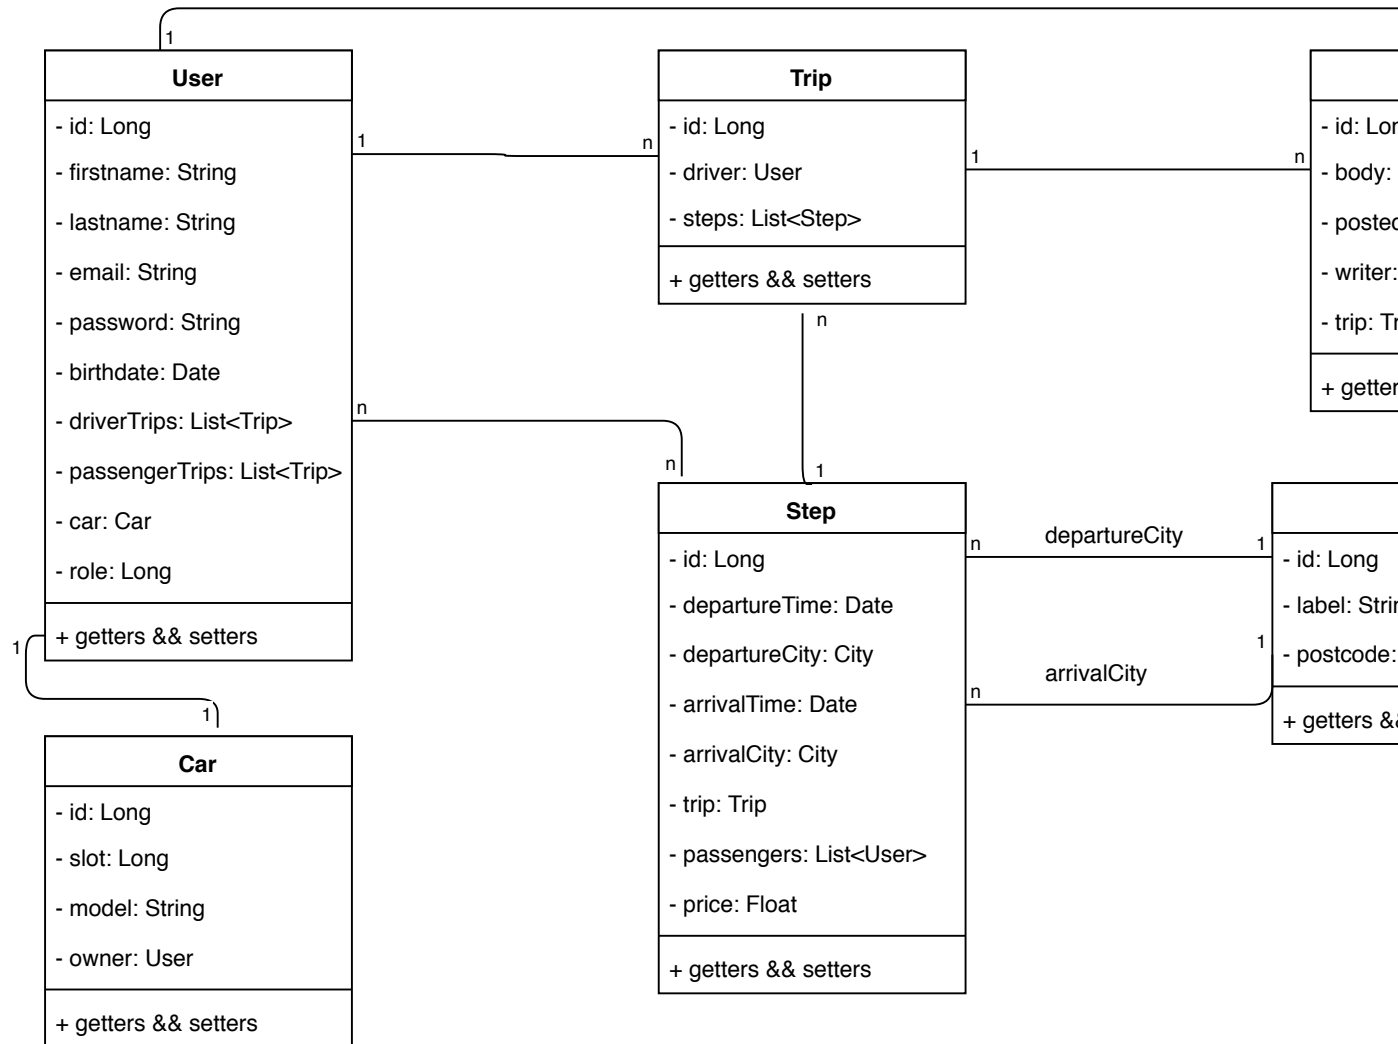 1
User
- id: Long
- firstname: String
- lastname: String
- email: String
- password: String
- birthdate: Date
- driverTrips: List<Trip>
- passengerTrips: List<Trip>
- car: Car
- role: Long
+ getters && setters
1
n
n
n
1
1
Car
- id: Long
- slot: Long
- model: String
- owner: User
+ getters && setters
Trip
- id: Long
- driver: User
- steps: List<Step>
+ getters && setters
1
n
n
1
Step
- id: Long
- departureTime: Date
- departureCity: City
- arrivalTime: Date
- arrivalCity: City
- trip: Trip
- passengers: List<User>
- price: Float
+ getters && setters
n
departureCity
1
n
arrivalCity
1
- id:
- body:
- writer:
- trip:
+
- id: Long
- label:
- postcode:
+ getters